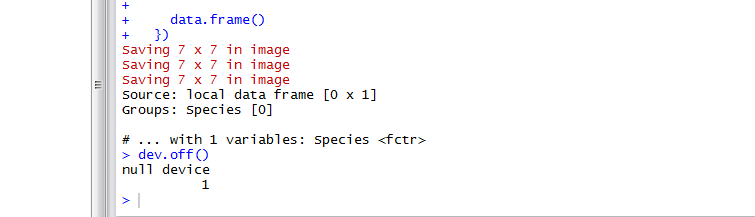 +
+     data.frame()
+   })
Saving 7 x 7 in image
Saving 7 x 7 in image
Saving 7 x 7 in image
Source: local data frame [0 x 1]
Groups: Species [0]

# ... with 1 variables: Species <fctr>
> dev.off()
null device
          1
>